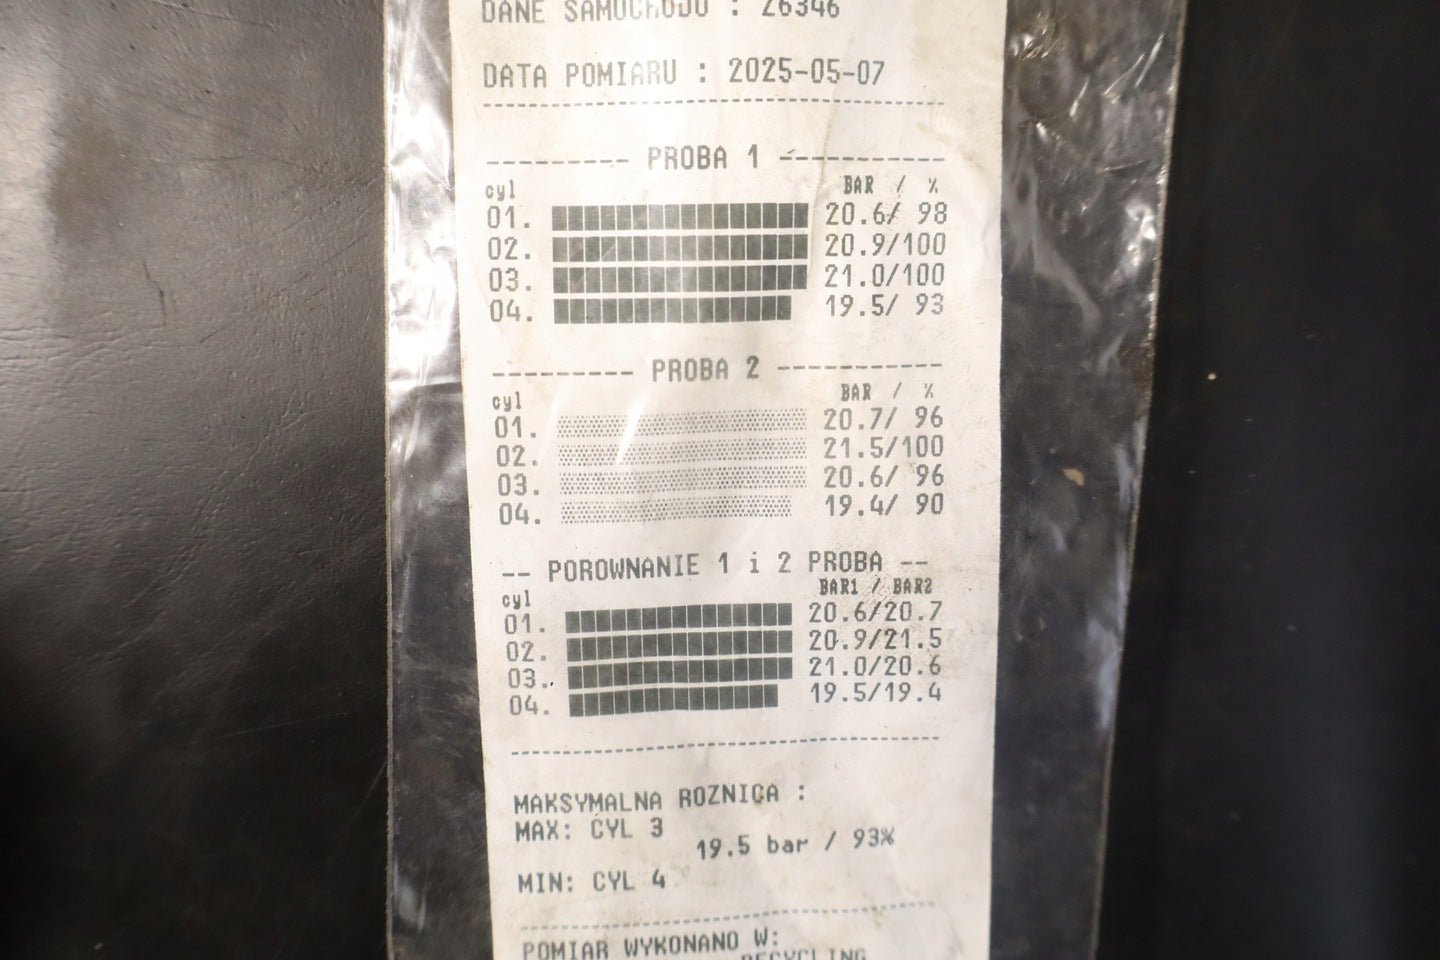 DANE SAMOCHODU : Z6346
DATA POMIARU : 2025-05-07
--------- PROBA 1 -----------
cyl BAR / %
01. 20.6/ 98
02. 20.9/100
03. 21.0/100
04. 19.5/ 93
--------- PROBA 2 -----------
cyl BAR / %
01. 20.7/ 96
02. 21.5/100
03. 20.6/ 96
04. 19.4/ 90
-- POROWNANIE 1 i 2 PROBA --
cyl BAR1 / BAR2
01. 20.6/20.7
02. 20.9/21.5
03. 21.0/20.6
04. 19.5/19.4
MAKSYMALNA ROZNICA :
MAX: CYL 3
19.5 bar / 93%
MIN: CYL 4
POMIAR WYKONANO W:
RECYCLING